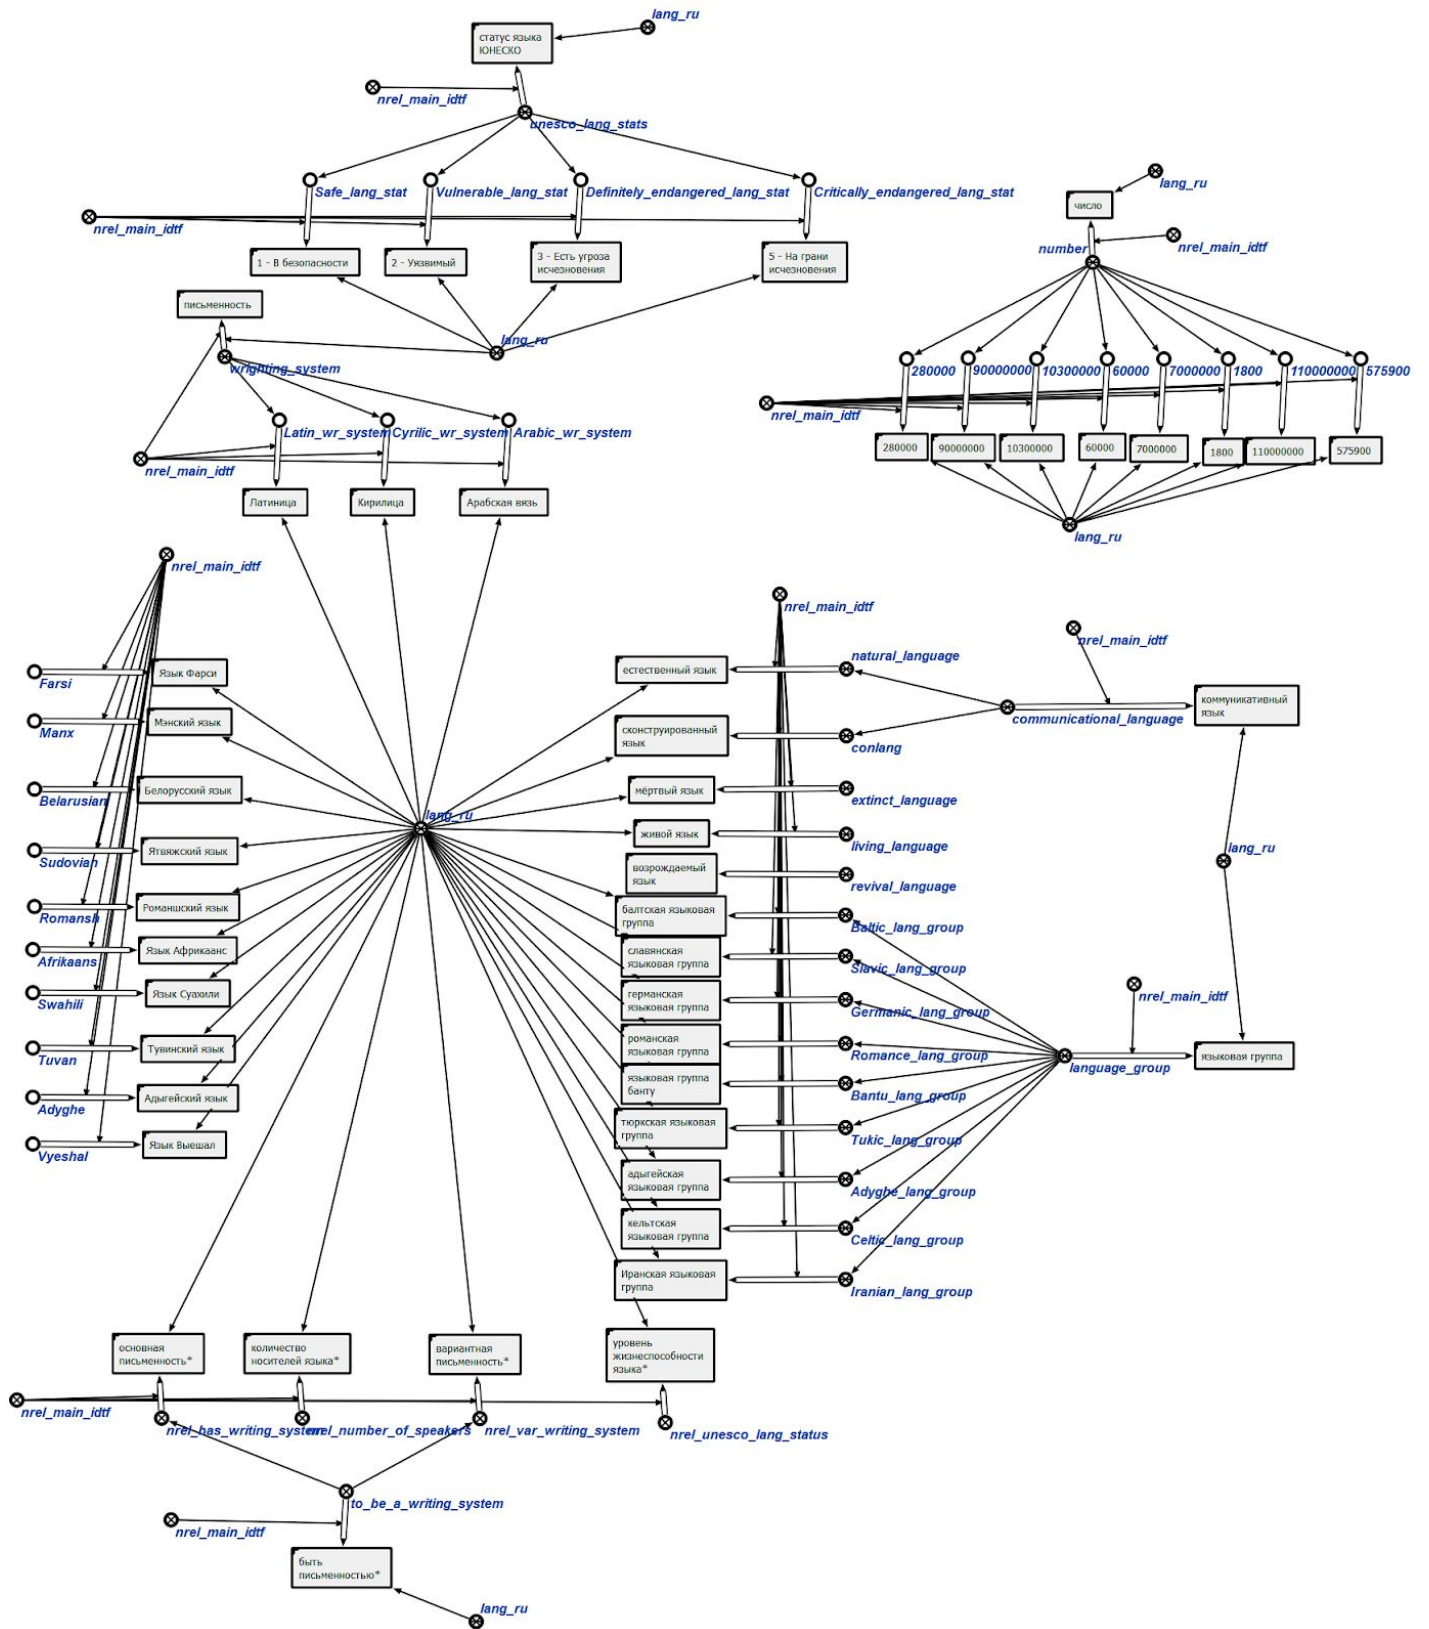 lang_ru
статус языка
ЮНЕСКО
nrel_main_idtf
unesco_lang_stats
Safe_lang_stat
Vulnerable_lang_stat
Definitely_endangered_lang_stat
Critically_endangered_lang_stat
nrel_main_idtf
1 - В безопасности
2 - Уязвимый
3 - Есть угроза
исчезновения
5 - На грани
исчезновения
lang_ru
число
number
nrel_main_idtf
280000
90000000
10300000
60000
7000000
1800
110000000
575900
nrel_main_idtf
280000
90000000
10300000
60000
7000000
1800
110000000
575900
lang_ru
письменность
lang_ru
wrighting_system
Latin_wr_system
Cyrilic_wr_system
Arabic_wr_system
nrel_main_idtf
Латиница
Кирилица
Арабская вязь
nrel_main_idtf
Farsi
Язык Фарси
Manx
Мэнский язык
Belarusian
Белорусский язык
Sudovian
Ятвяжский язык
Romansh
Романшский язык
Afrikaans
Язык Африкаанс
Swahili
Язык Суахили
Tuvan
Тувинский язык
Adyghe
Адыгейский язык
Vyeshal
Язык Выешал
lang_ru
nrel_main_idtf
естественный язык
natural_language
сконструированный
язык
conlang
мёртвый язык
extinct_language
живой язык
living_language
возрождаемый
язык
revival_language
балтская языковая
группа
Baltic_lang_group
славянская
языковая группа
Slavic_lang_group
германская
языковая группа
Germanic_lang_group
романская
языковая группа
Romance_lang_group
языковая группа
банту
Bantu_lang_group
тюркская языковая
группа
Tukic_lang_group
адыгейская
языковая группа
Adyghe_lang_group
кельтская
языковая группа
Celtic_lang_group
Иранская языковая
группа
Iranian_lang_group
nrel_main_idtf
communicational_language
коммуникативный
язык
lang_ru
nrel_main_idtf
language_group
языковая группа
основная
письменность*
количество
носителей языка*
вариантная
письменность*
уровень
жизнеспособности
языка*
nrel_main_idtf
nrel_has_writing_system
nrel_number_of_speakers
nrel_var_writing_system
nrel_unesco_lang_status
to_be_a_writing_system
nrel_main_idtf
быть
письменностью*
lang_ru